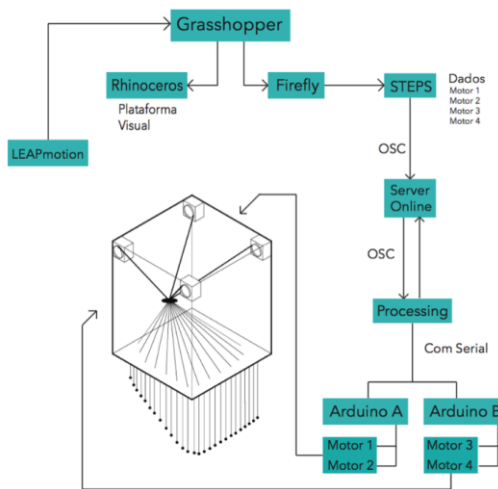 Grasshopper
Rhinoceros
Firefly
STEPS
Dados
Motor 1
Motor 2
Motor 3
Motor 4
Plataforma
Visual
LEAPmotion
OSC
Server
Online
OSC
Processing
Com Serial
Arduino A
Arduino B
Motor 1
Motor 2
Motor 3
Motor 4